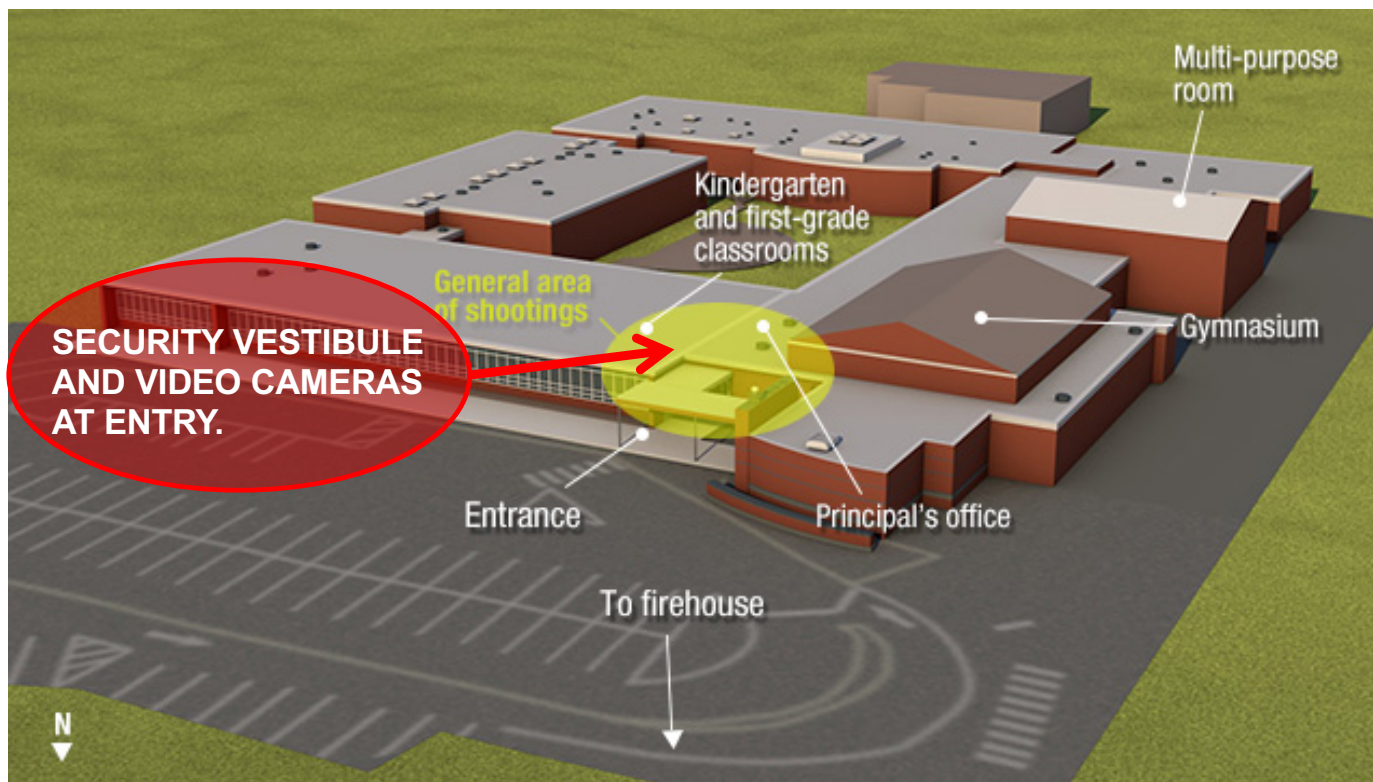 Multi-purpose
room
Kindergarten
and first-grade
classrooms
General area
of shootings
SECURITY VESTIBULE
AND VIDEO CAMERAS
AT ENTRY.
Gymnasium
Entrance
Principal's office
To firehouse
N